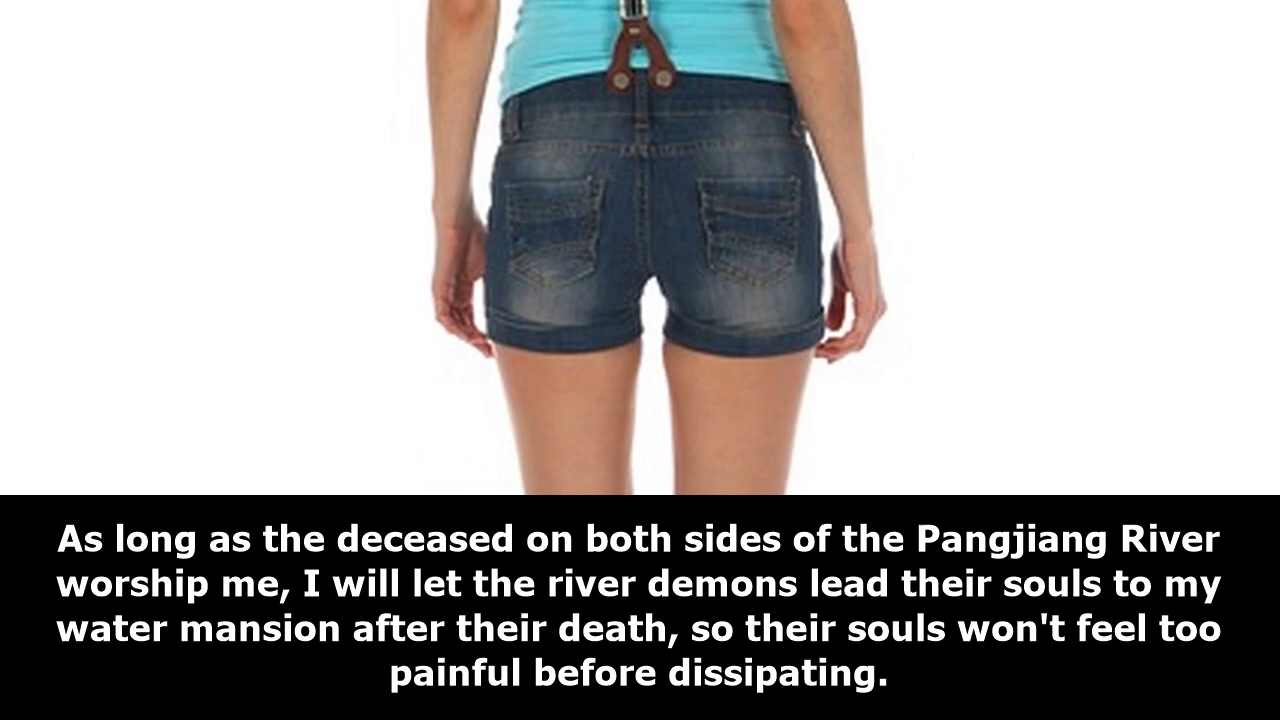 As long as the deceased on both sides of the Pangjiang River
worship me, I will let the river demons lead their souls to my
water mansion after their death, so their souls won't feel too
painful before dissipating.